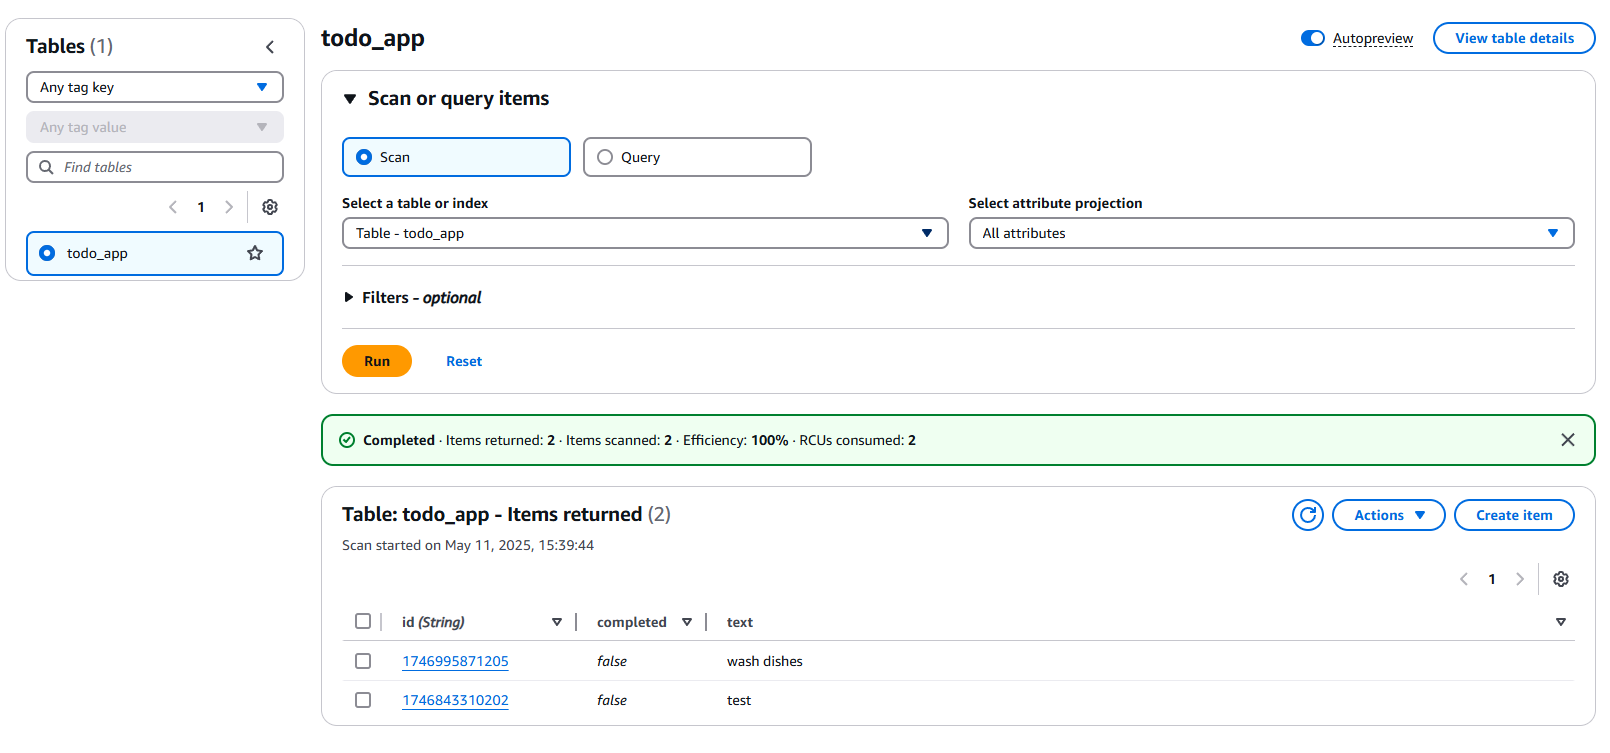 Tables (1)
Any tag key
Any tag value
Find tables
1
todo_app
todo_app
Autopreview
View table details
Scan or query items
Scan
Query
Select a table or index
Select attribute projection
Table - todo_app
All attributes
Filters - optional
Run
Reset
Completed · Items returned: 2 · Items scanned: 2 · Efficiency: 100% · RCUs consumed: 2
Table: todo_app - Items returned (2)
Actions
Create item
Scan started on May 11, 2025, 15:39:44
1
id (String)
completed
text
1746995871205
false
wash dishes
1746843310202
false
test